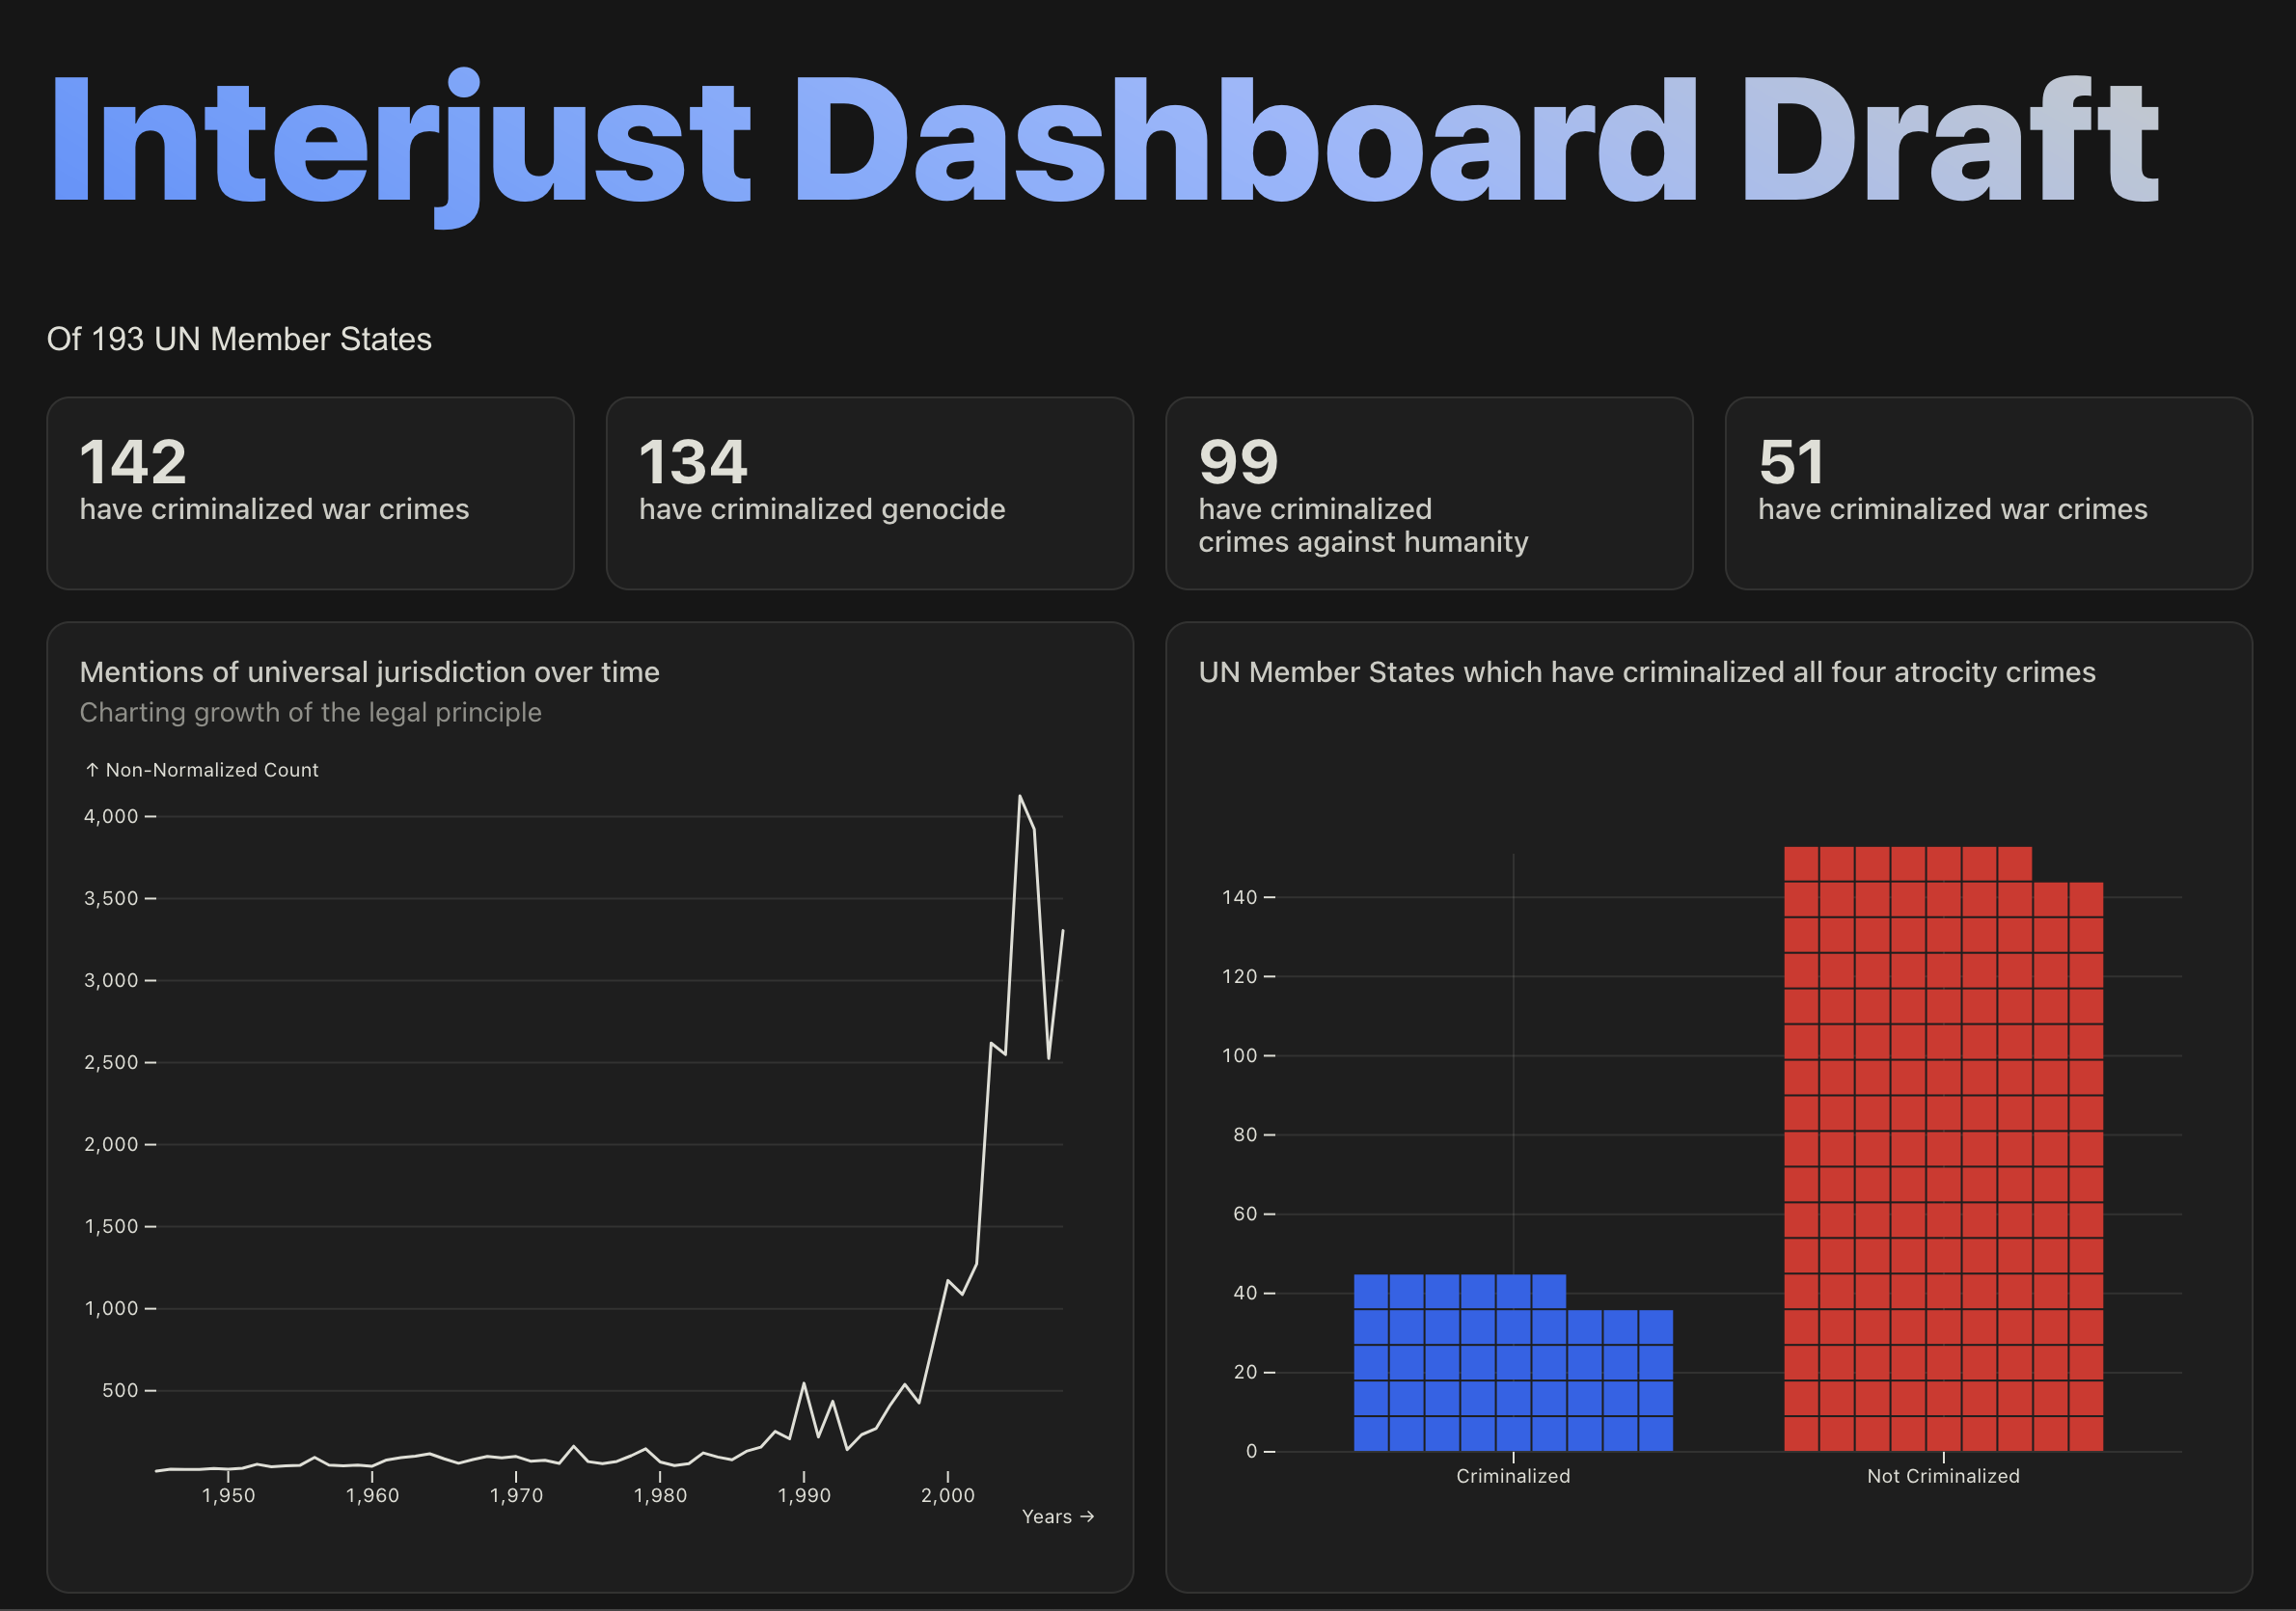 Interjust Dashboard Draft
Of 193 UN Member States
142
have criminalized war crimes
134
have criminalized genocide
99
have criminalized
crimes against humanity
51
have criminalized war crimes
Mentions of universal jurisdiction over time
Charting growth of the legal principle
↑ Non-Normalized Count
4,000
3,500
3,000
2,500
2,000
1,500
1,000
500
1,950 1,960 1,970 1,980 1,990 2,000
Years →
UN Member States which have criminalized all four atrocity crimes
140
120
100
80
60
40
20
0
Criminalized Not Criminalized